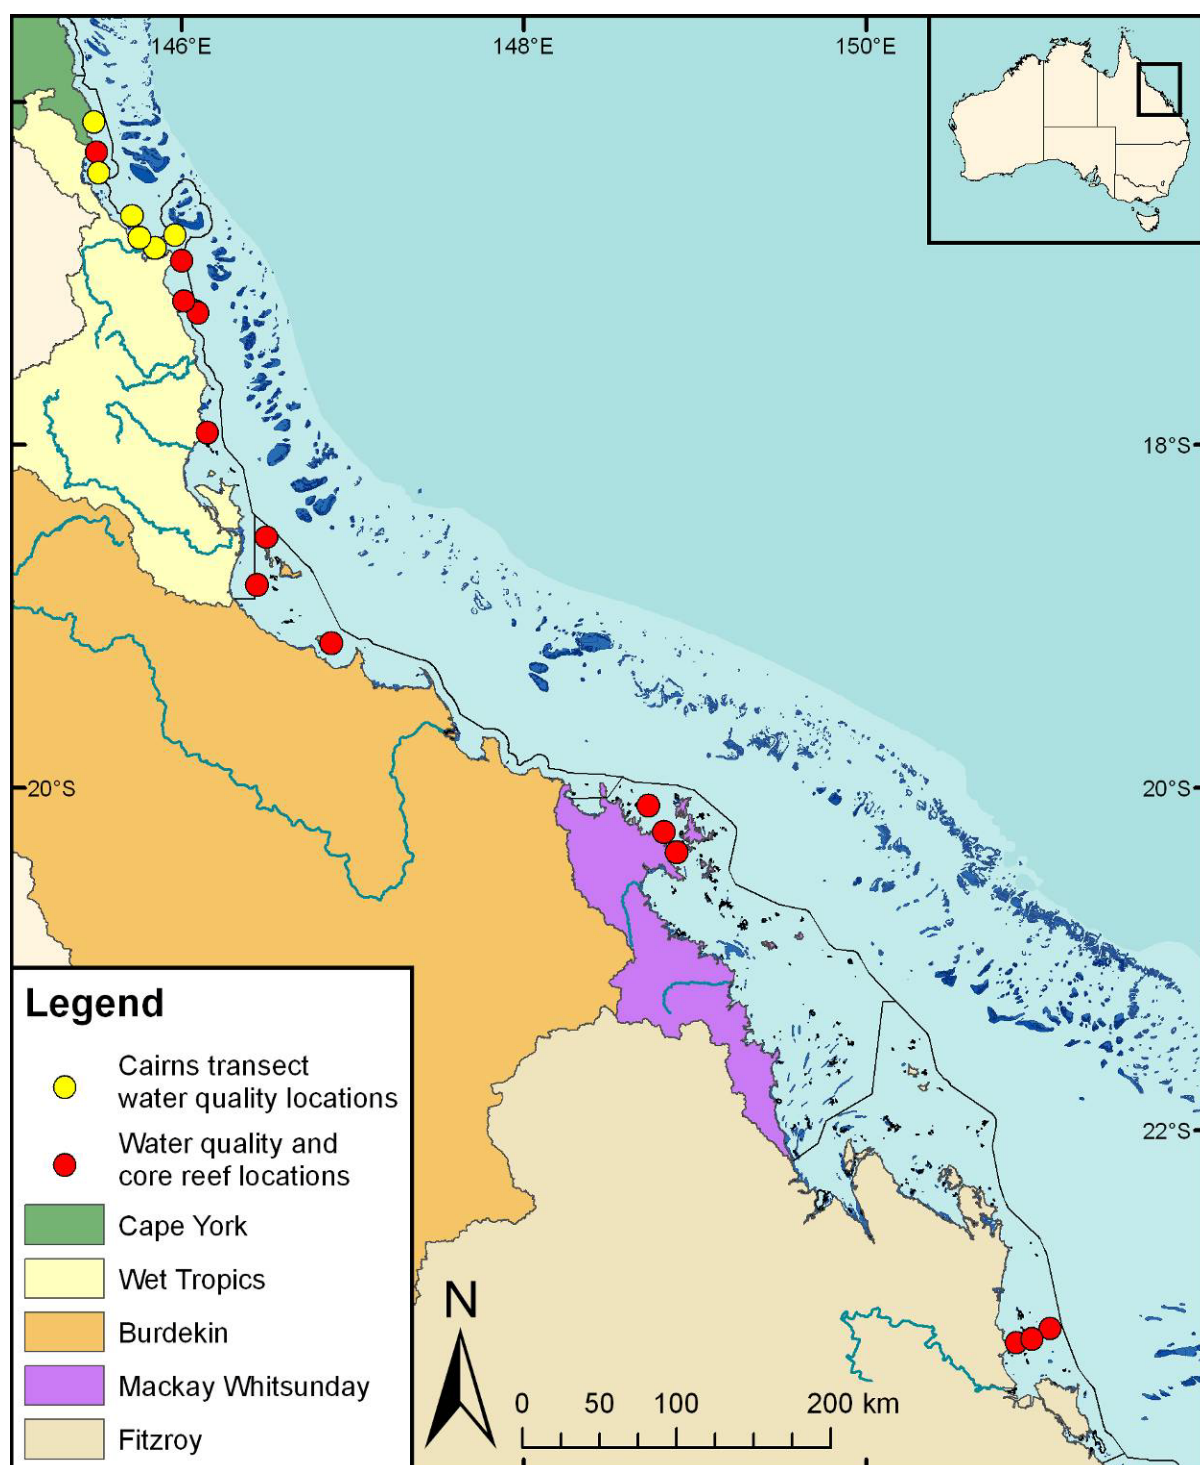 146°E
148°E
150°E
18°S
20°S
20°S
22°S
Legend
Cairns transect
water quality locations
Water quality and
core reef locations
Cape York
Wet Tropics
Burdekin
Mackay Whitsunday
Fitzroy
N
0 50 100 200 km